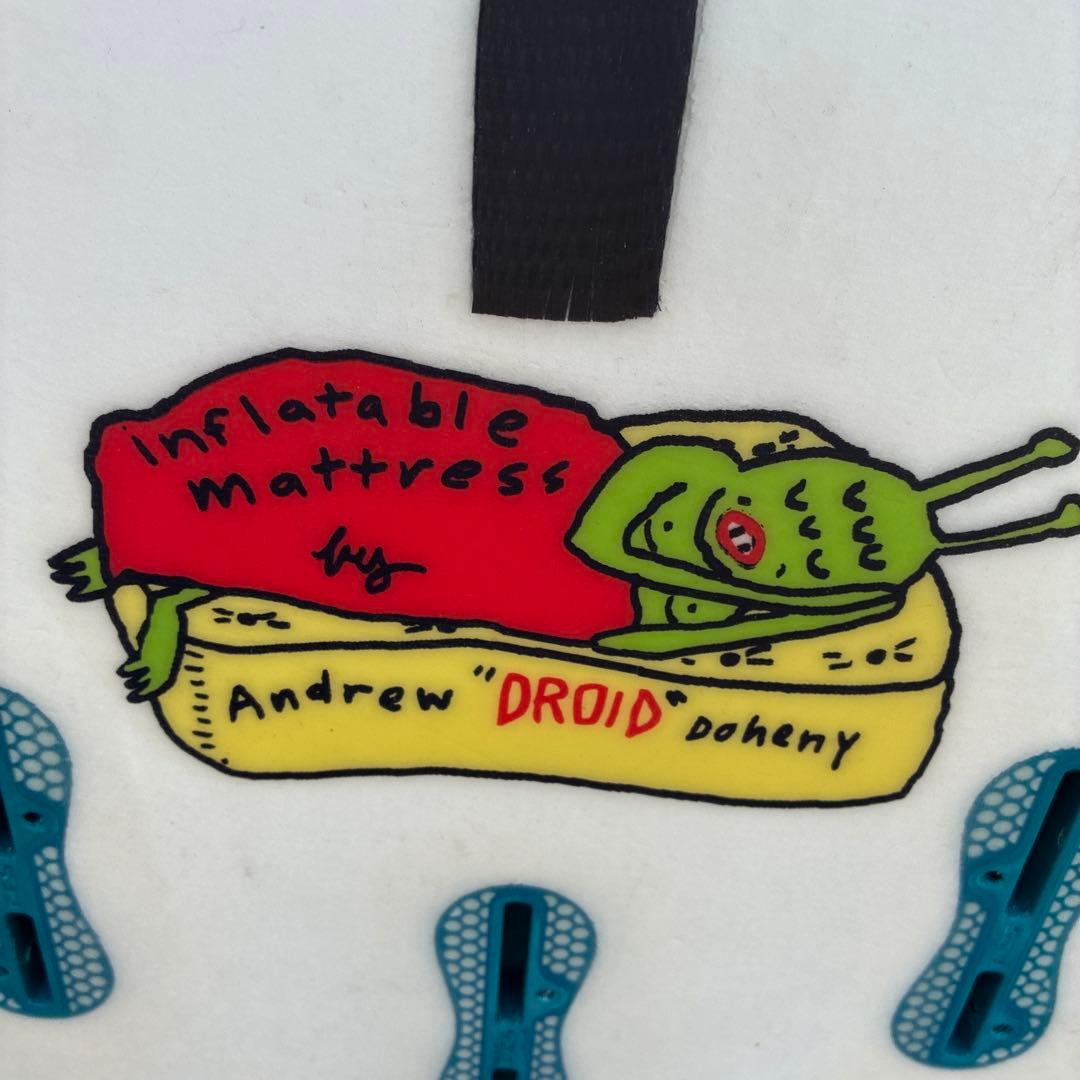 inflatable
mattress
by
Andrew "DROID" Doheny